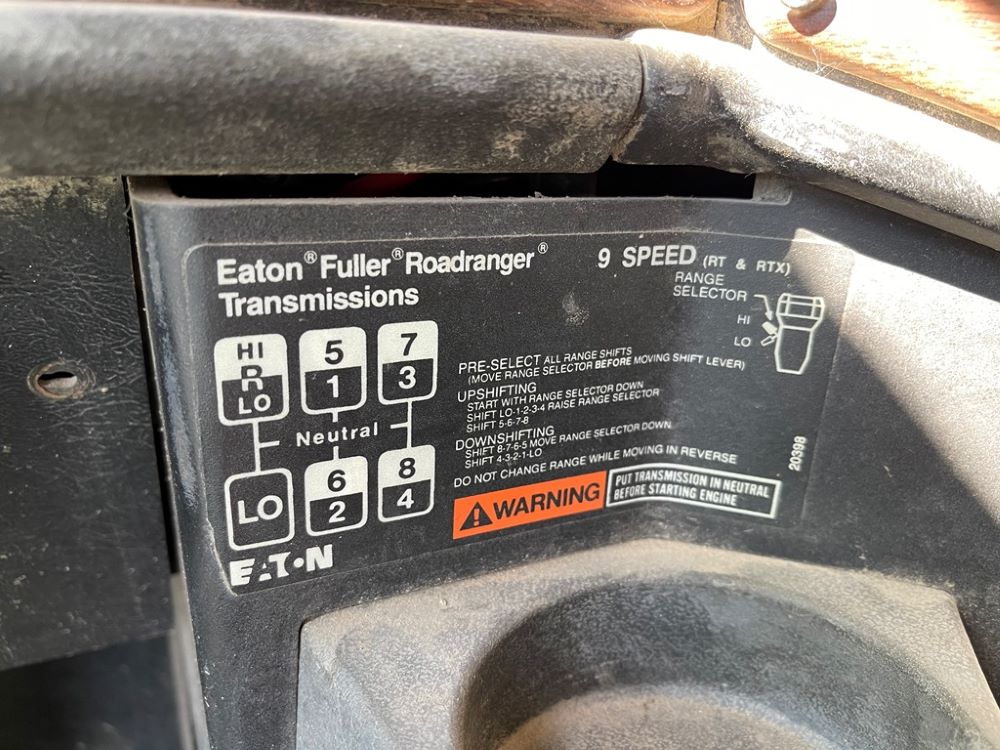 Eaton® Fuller® Roadranger® 9 SPEED (RT & RTX)
Transmissions
RANGE
SELECTOR
HI
LO
HI
R
LO
5
1
7
3
Neutral
LO
6
2
8
4
PRE-SELECT ALL RANGE SHIFTS
(MOVE RANGE SELECTOR BEFORE MOVING SHIFT LEVER)
UPSHIFTING
START WITH RANGE SELECTOR DOWN
SHIFT LO-1-2-3-4 RAISE RANGE SELECTOR
SHIFT 5-6-7-8
DOWNSHIFTING
SHIFT 8-7-6-5 MOVE RANGE SELECTOR DOWN
SHIFT 4-3-2-1-LO
DO NOT CHANGE RANGE WHILE MOVING IN REVERSE
WARNING
PUT TRANSMISSION IN NEUTRAL
BEFORE STARTING ENGINE
20398
EATON